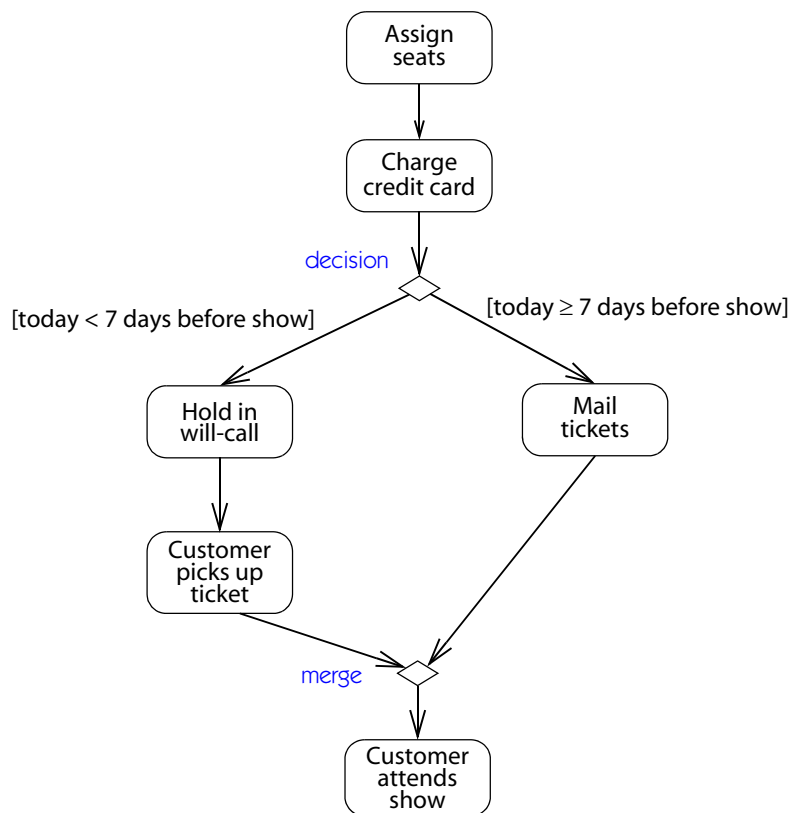 Assign
seats
Charge
credit card
decision
[today < 7 days before show]
[today ≥ 7 days before show]
Hold in
will-call
Mail
tickets
Customer
picks up
ticket
merge
Customer
attends
show